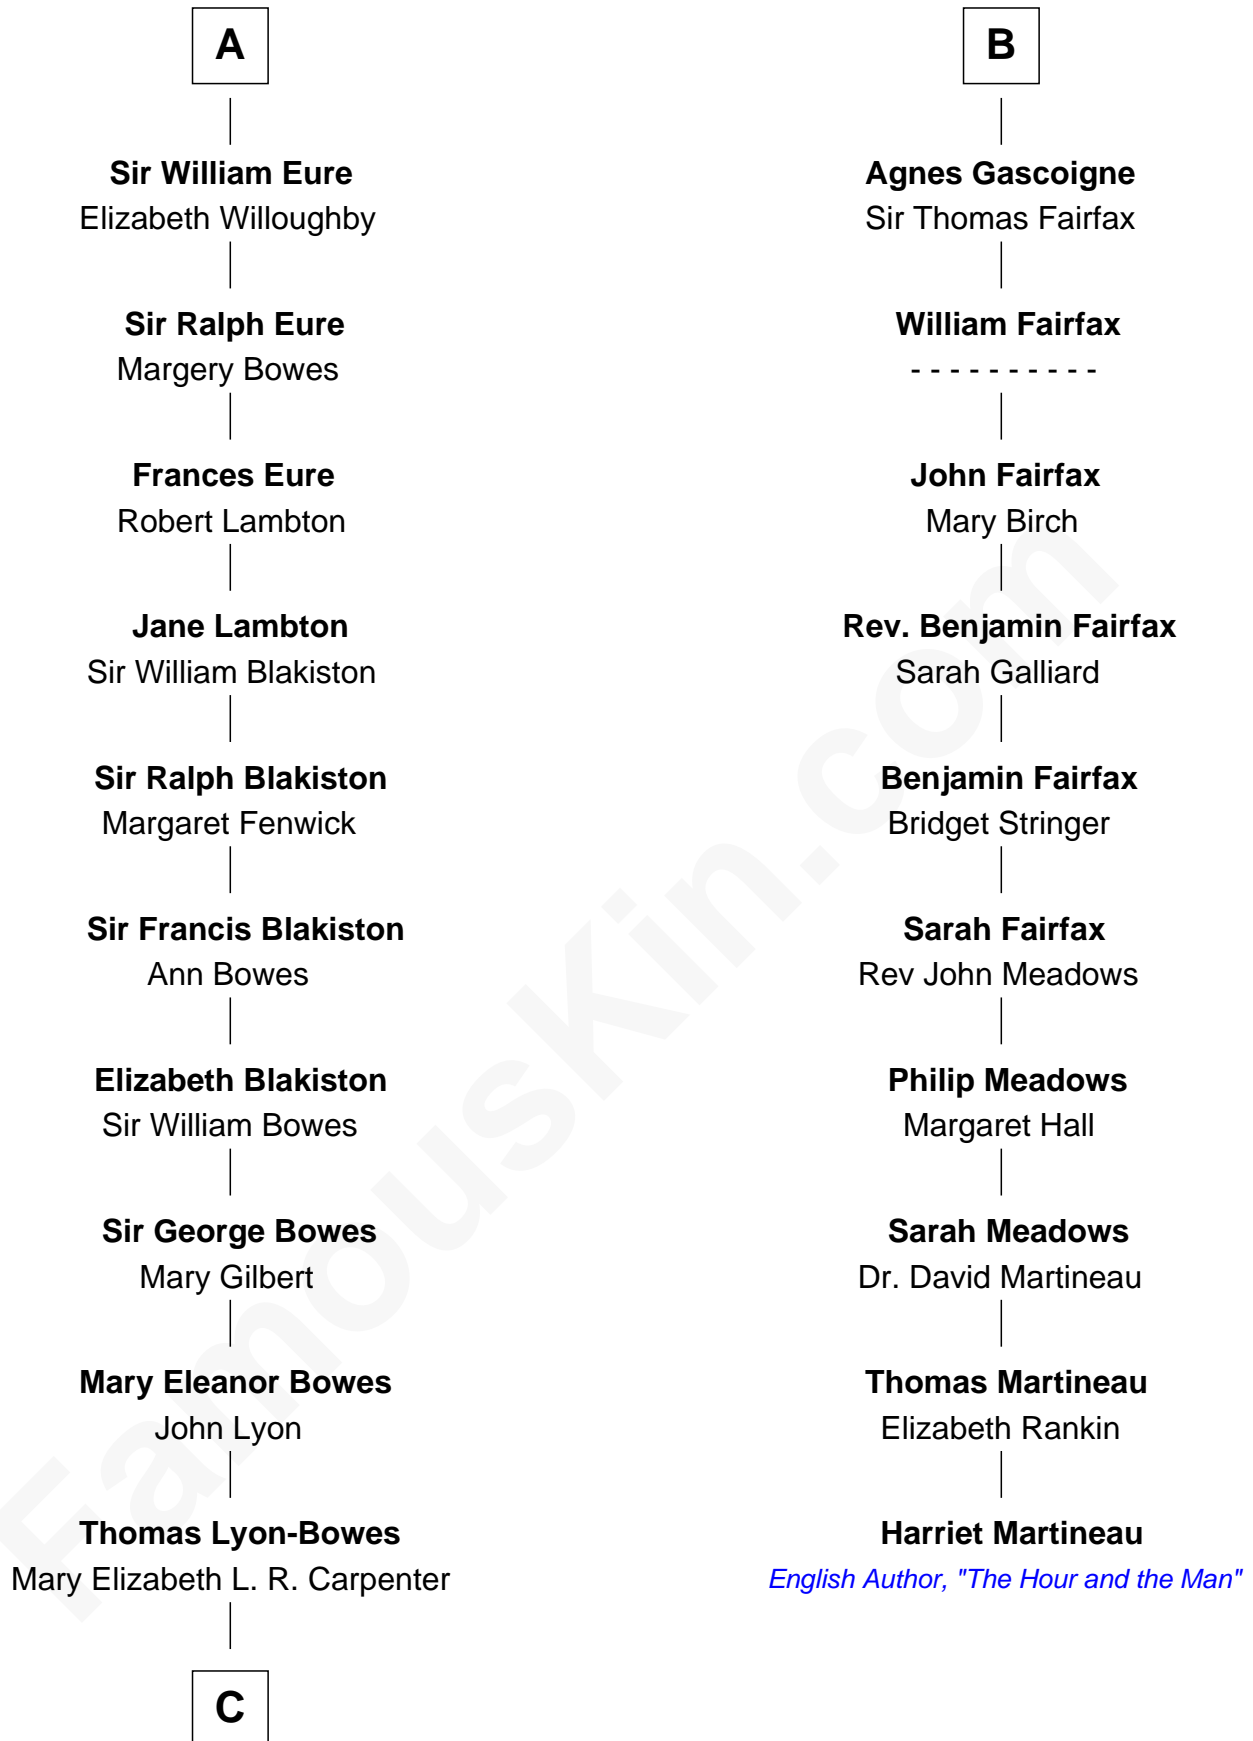 A
Sir William Eure
Elizabeth Willoughby
Sir Ralph Eure
Margery Bowes
Frances Eure
Robert Lambton
Jane Lambton
Sir William Blakiston
Sir Ralph Blakiston
Margaret Fenwick
Sir Francis Blakiston
Ann Bowes
Elizabeth Blakiston
Sir William Bowes
Sir George Bowes
Mary Gilbert
Mary Eleanor Bowes
John Lyon
Thomas Lyon-Bowes
Mary Elizabeth L. R. Carpenter
C
B
Agnes Gascoigne
Sir Thomas Fairfax
William Fairfax
- - - - - - - - - -
John Fairfax
Mary Birch
Rev. Benjamin Fairfax
Sarah Galliard
Benjamin Fairfax
Bridget Stringer
Sarah Fairfax
Rev John Meadows
Philip Meadows
Margaret Hall
Sarah Meadows
Dr. David Martineau
Thomas Martineau
Elizabeth Rankin
Harriet Martineau
English Author, "The Hour and the Man"
FamousKin.com